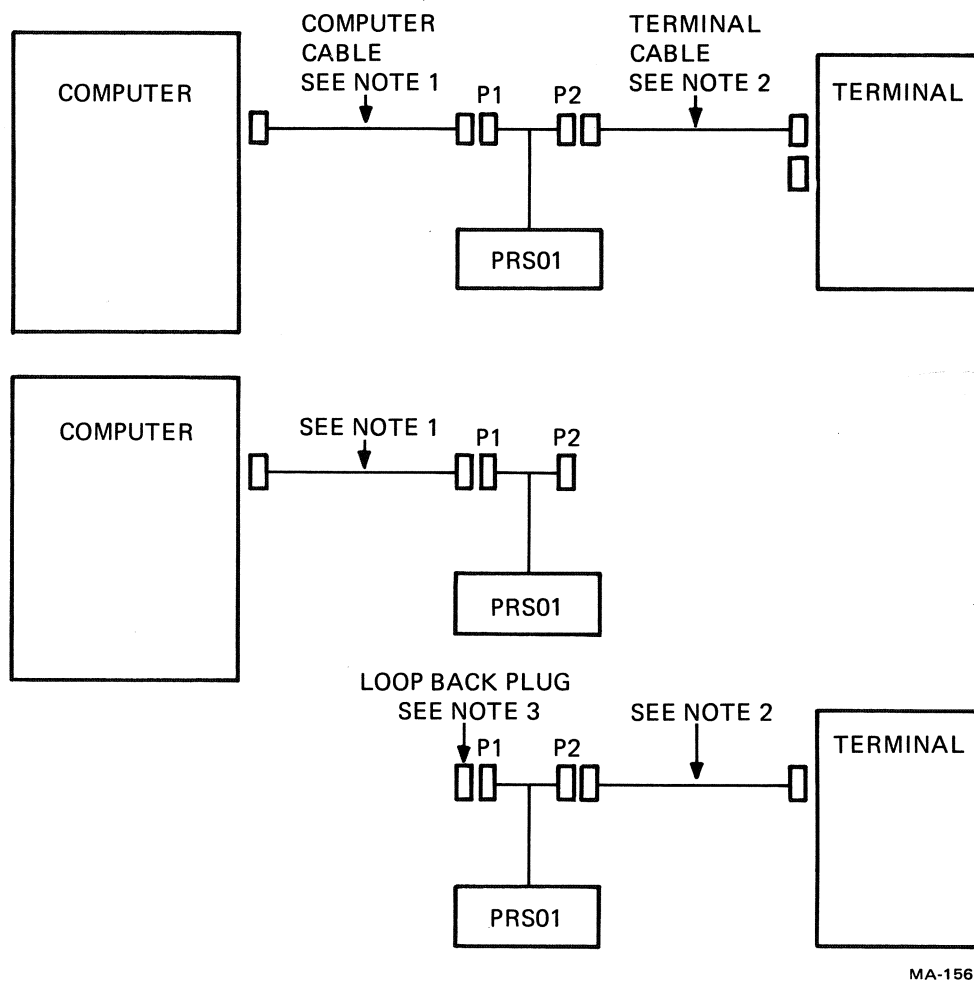 COMPUTER
CABLE
SEE NOTE 1
TERMINAL
CABLE
SEE NOTE 2
COMPUTER
P1
P2
TERMINAL
PRS01
COMPUTER
SEE NOTE 1
P1
P2
PRS01
LOOP BACK PLUG
SEE NOTE 3
P1
P2
SEE NOTE 2
TERMINAL
PRS01
MA-156